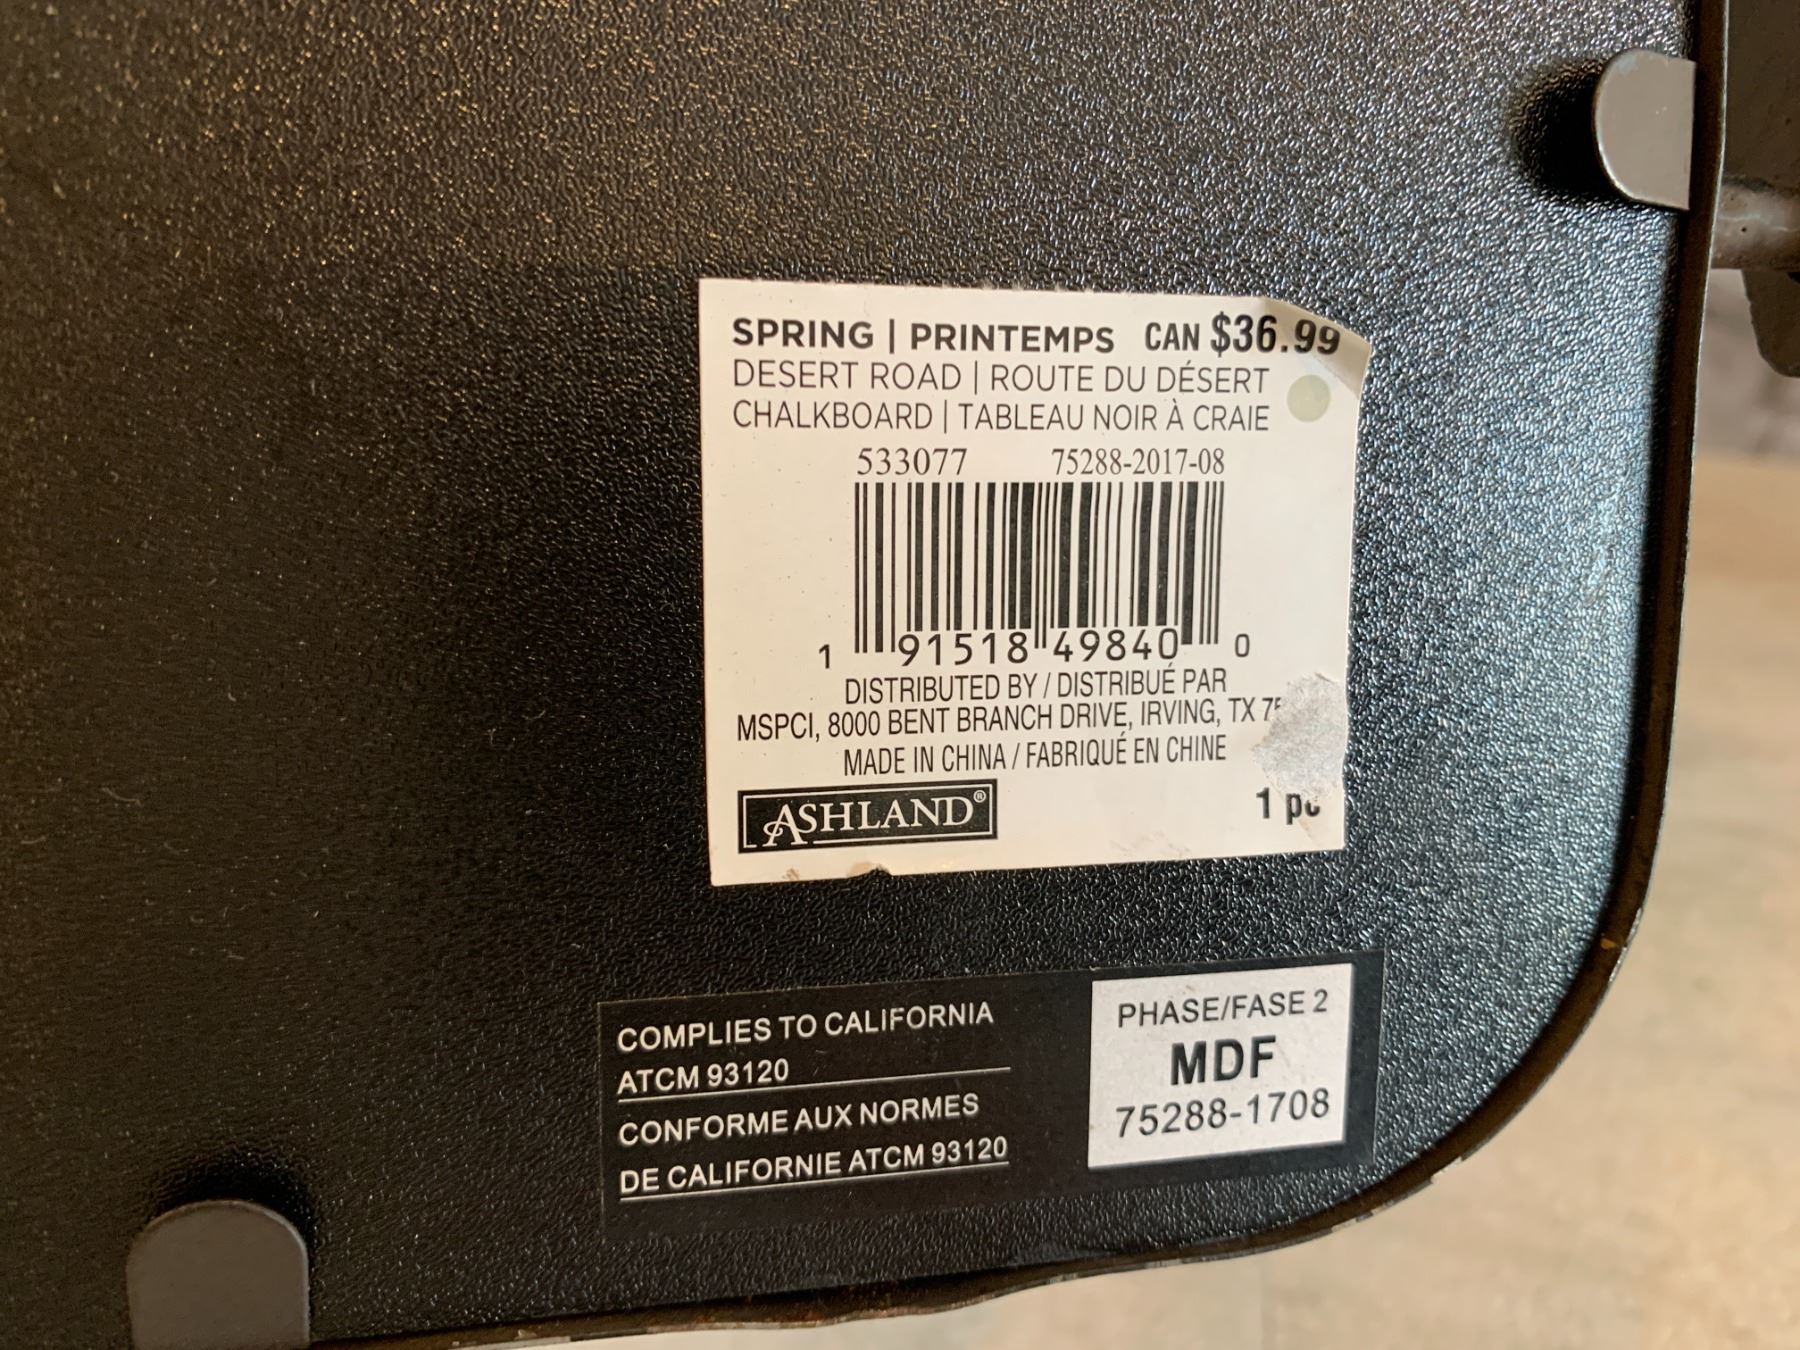 SPRING | PRINTEMPS CAN $36.99
DESERT ROAD | ROUTE DU DÉSERT
CHALKBOARD | TABLEAU NOIR À CRAIE
533077 75288-2017-08
1 91518 49840 0
DISTRIBUTED BY / DISTRIBUÉ PAR
MSPCI, 8000 BENT BRANCH DRIVE, IRVING, TX
MADE IN CHINA / FABRIQUÉ EN CHINE
ASHLAND®
1
COMPLIES TO CALIFORNIA
ATCM 93120
CONFORME AUX NORMES
DE CALIFORNIE ATCM 93120
PHASE/FASE 2
MDF
75288-1708